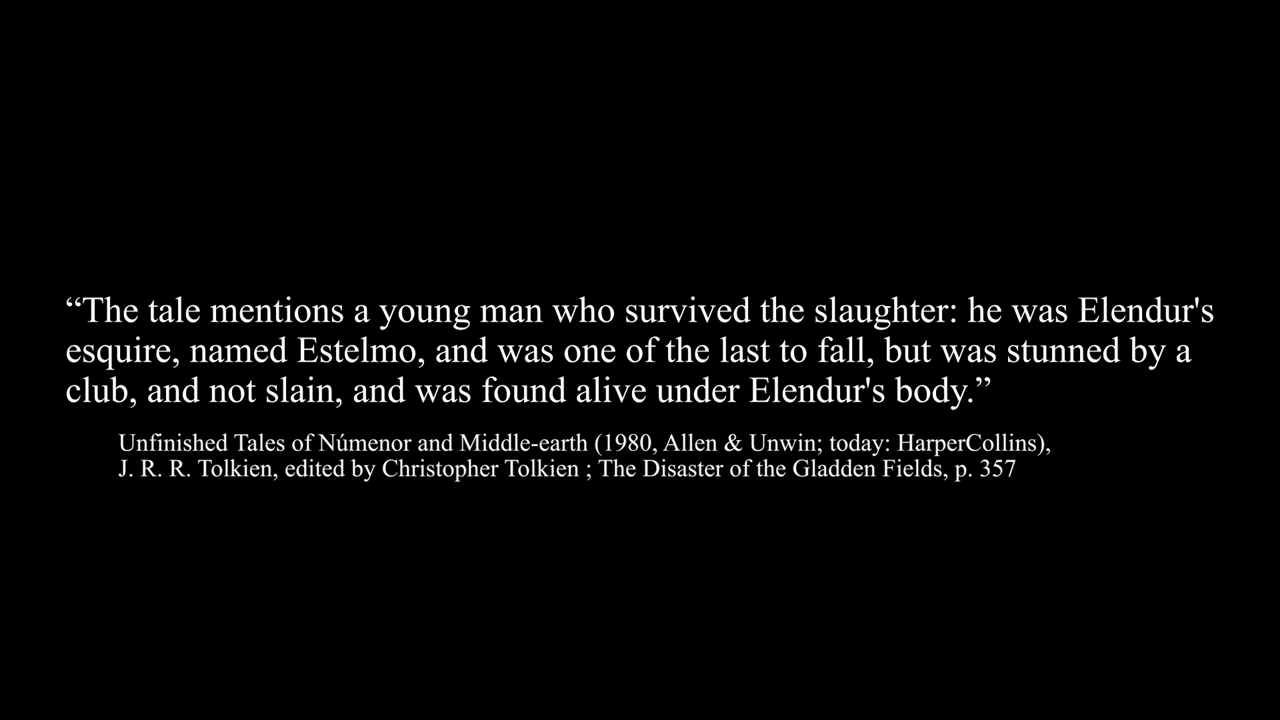 “The tale mentions a young man who survived the slaughter: he was Elendur's
esquire, named Estelmo, and was one of the last to fall, but was stunned by a
club, and not slain, and was found alive under Elendur's body.”
Unfinished Tales of Númenor and Middle-earth (1980, Allen & Unwin; today: HarperCollins),
J. R. R. Tolkien, edited by Christopher Tolkien ; The Disaster of the Gladden Fields, p. 357